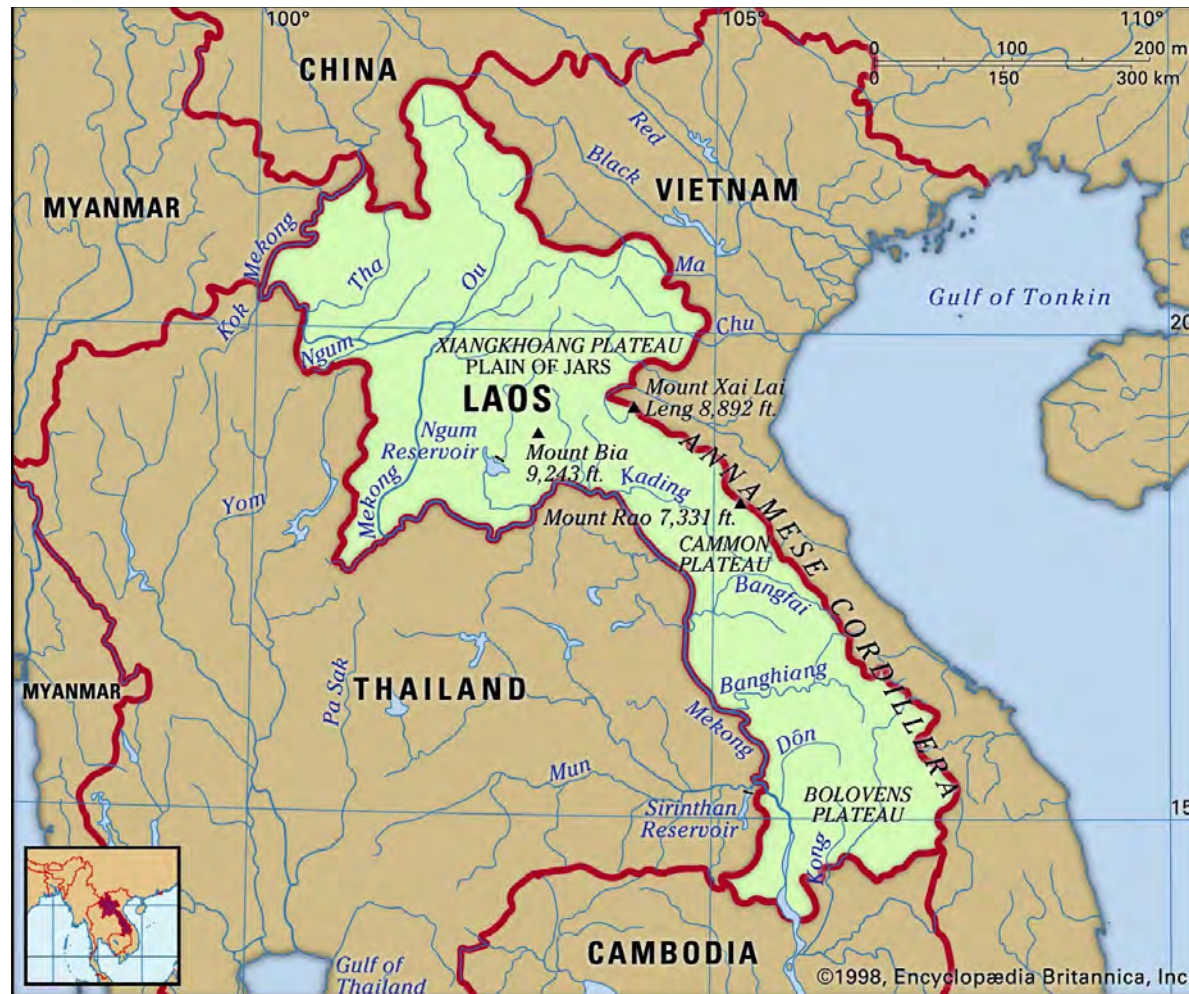 100°
105°
110°
0 100 200 m
0 150 300 km
CHINA
Red
Black
VIETNAM
MYANMAR
Mekong
Tha
Ou
Ma
Gulf of Tonkin
Kok
Chu
20
Ngum
XIANGKHOANG PLATEAU
PLAIN OF JARS
Mount Xai Lai
Leng 8,892 ft.
LAOS
Ngum
Reservoir
Mount Bia
9,243 ft.
ANNAMESE CORDILLERA
Kading
Yom
Mekong
Mount Rao 7,331 ft.
CAMMON
PLATEAU
Bangfai
Pa Sak
THAILAND
MYANMAR
Banghiang
Mekong
Dôn
Mun
BOLOVENS
PLATEAU
Sirinthan
Reservoir
15
Kong
CAMBODIA
Gulf of
Thailand
©1998, Encyclopædia Britannica, Inc